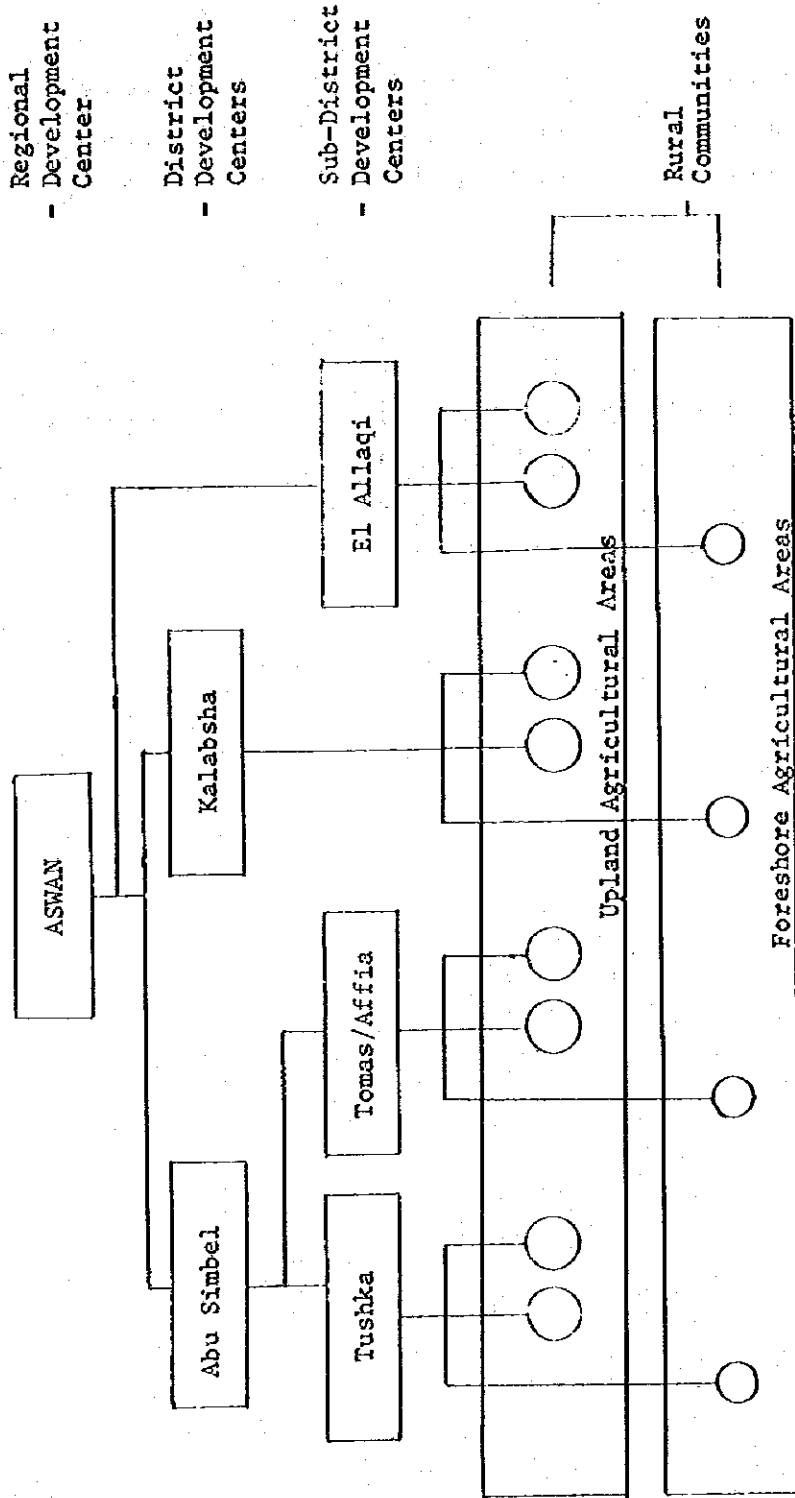 Regional
- Development
Center
ASWAN
District
- Development
Centers
Abu Simbel
Kalabsha
Sub-District
- Development
Centers
Tushka
Tomas/Affia
El Allaqi
Upland Agricultural Areas
- Rural
Communities
Foreshore Agricultural Areas